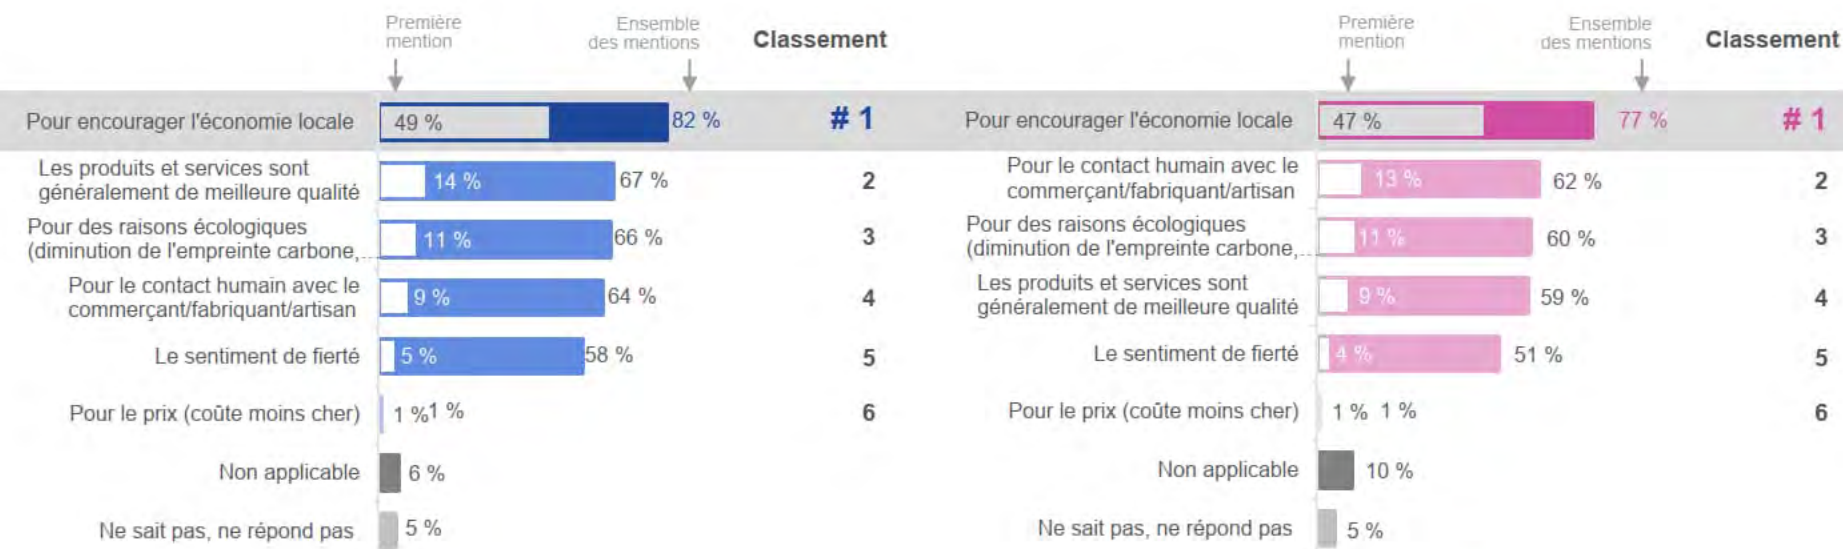 Première
mention
Ensemble
des mentions
Classement
Pour encourager l'économie locale 49 % 82 % # 1
Les produits et services sont
généralement de meilleure qualité
14 % 67 % 2
Pour des raisons écologiques
(diminution de l'empreinte carbone,...
11 % 66 % 3
Pour le contact humain avec le
commerçant/fabriquant/artisan
9 % 64 % 4
Le sentiment de fierté 5 % 58 % 5
Pour le prix (coûte moins cher) 1 % 1 % 6
Non applicable 6 %
Ne sait pas, ne répond pas 5 %
Première
mention
Ensemble
des mentions
Classement
Pour encourager l'économie locale 47 % 77 % # 1
Pour le contact humain avec le
commerçant/fabriquant/artisan
13 % 62 % 2
Pour des raisons écologiques
(diminution de l'empreinte carbone,...
11 % 60 % 3
Les produits et services sont
généralement de meilleure qualité
9 % 59 % 4
Le sentiment de fierté 4 % 51 % 5
Pour le prix (coûte moins cher) 1 % 1 % 6
Non applicable 10 %
Ne sait pas, ne répond pas 5 %